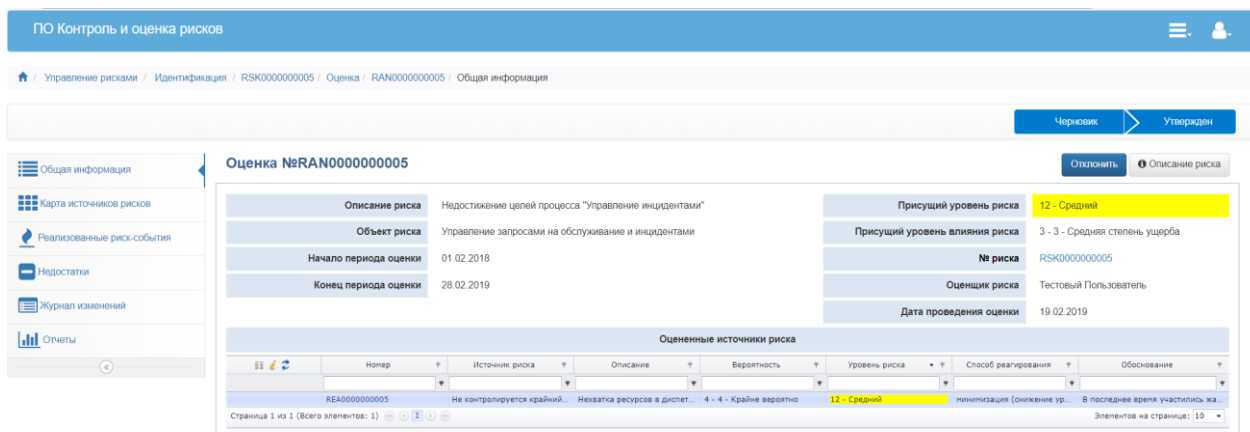 ПО Контроль и оценка рисков
/ Управление рисками / Идентификация / RSK0000000005 / Оценка / RAN0000000005 / Общая информация
Черновик Утвержден
Общая информация
Карта источников рисков
Реализованные риск-события
Недостатки
Журнал изменений
Отчеты
Оценка №RAN0000000005
Отклонить Описание риска
Описание риска Недостижение целей процесса "Управление инцидентами" Присущий уровень риска 12 - Средний
Объект риска Управление запросами на обслуживание и инцидентами Присущий уровень влияния риска 3 - 3 - Средняя степень ущерба
Начало периода оценки 01.02.2018 № риска RSK0000000005
Конец периода оценки 28.02.2019 Оценщик риска Тестовый Пользователь
Дата проведения оценки 19.02.2019
Оцененные источники риска
Номер Источник риска Описание Вероятность Уровень риска Способ реагирования Обоснование
REA0000000005 Не контролируется крайний... Нехватка ресурсов в диспет... 4 - 4 - Крайне вероятно 12 - Средний минимизация (снижение ур... В последнее время участились жа...
Страница 1 из 1 (Всего элементов: 1) 1 Элементов на странице: 10